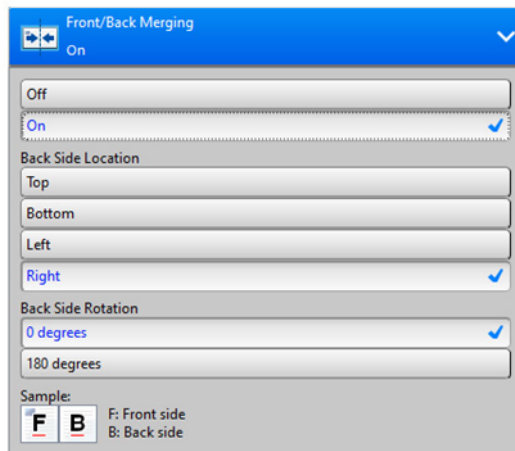 Front/Back Merging
On
Off
On
Back Side Location
Top
Bottom
Left
Right
Back Side Rotation
0 degrees
180 degrees
Sample:
F B
F: Front side
B: Back side